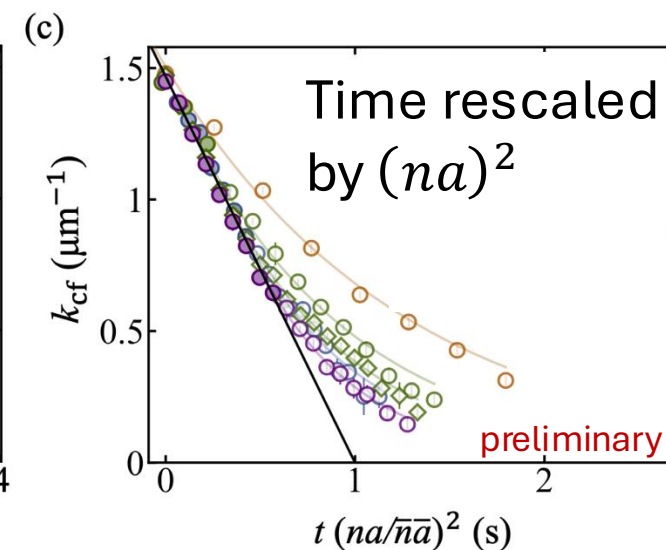 (c)
Time rescaled
by (na)²
k_cf (μm⁻¹)
1.5
1
0.5
0
4
0
1
2
preliminary
t (na/n̄ā)² (s)